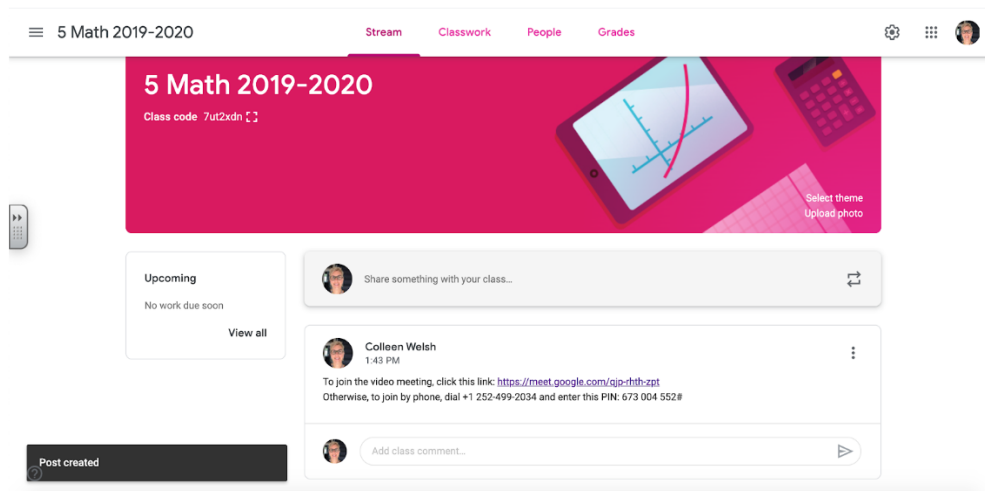 5 Math 2019-2020
Stream
Classwork
People
Grades
5 Math 2019-2020
Class code 7ut2xdn
Select theme
Upload photo
Upcoming
No work due soon
View all
Share something with your class...
Colleen Welsh
1:43 PM
To join the video meeting, click this link: https://meet.google.com/qjp-rhth-zpt
Otherwise, to join by phone, dial +1 252-499-2034 and enter this PIN: 673 004 552#
Add class comment...
Post created